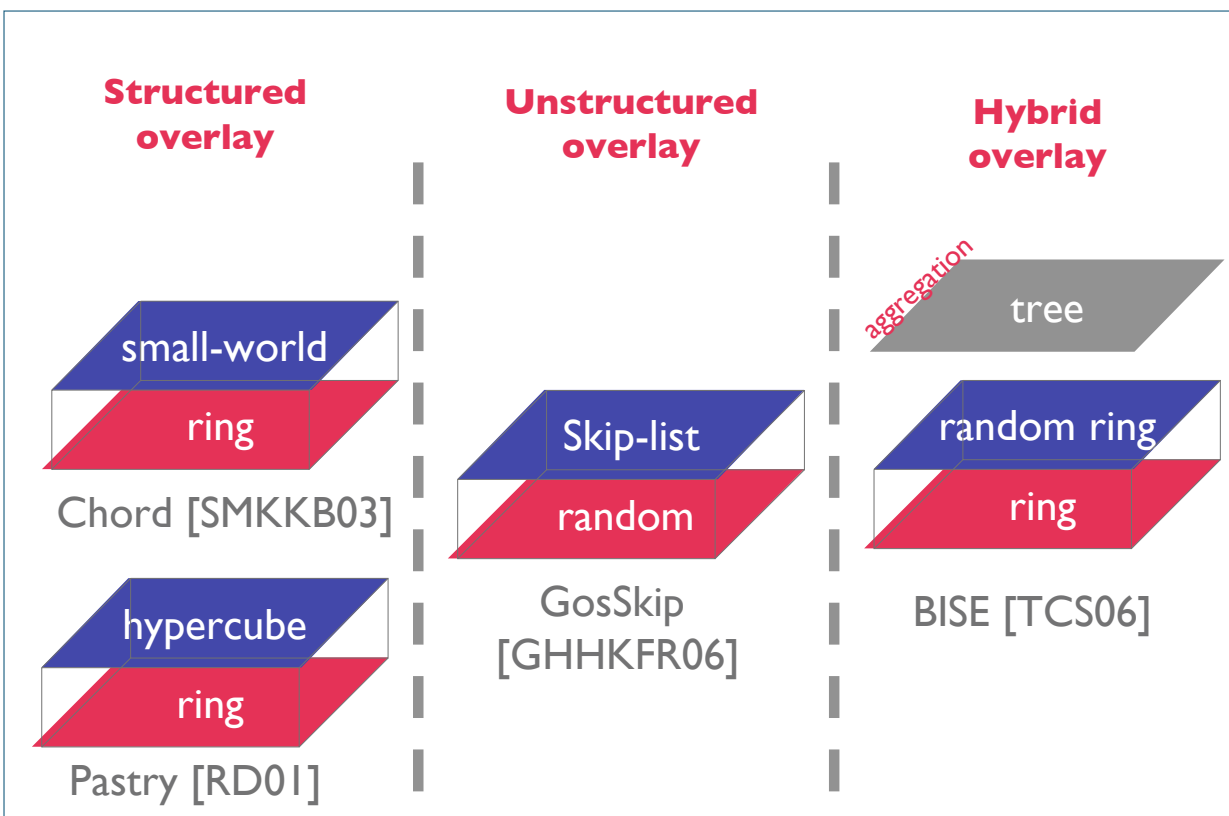 Structured
overlay
small-world
ring
Chord [SMKKB03]
hypercube
ring
Pastry [RD01]
Unstructured
overlay
Skip-list
random
GosSkip
[GHHKFR06]
Hybrid
overlay
aggregation
tree
random ring
ring
BISE [TCS06]